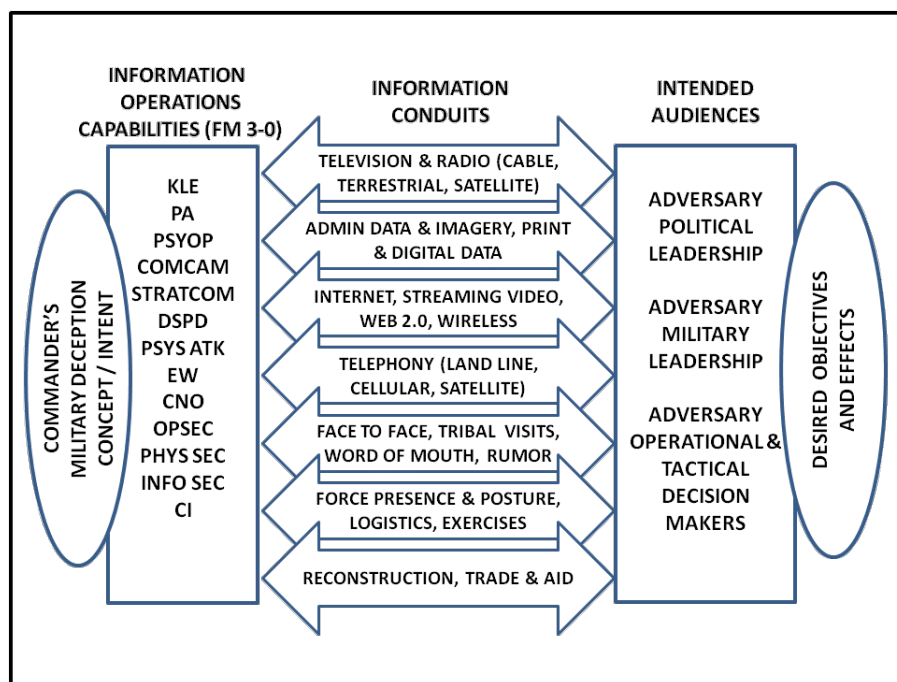 INFORMATION
OPERATIONS
CAPABILITIES (FM 3-0)
INFORMATION
CONDUITS
INTENDED
AUDIENCES
COMMANDER'S
MILITARY DECEPTION
CONCEPT / INTENT
KLE
PA
PSYOP
COMCAM
STRATCOM
DSPD
PSYS ATK
EW
CNO
OPSEC
PHYS SEC
INFO SEC
CI
TELEVISION & RADIO (CABLE,
TERRESTRIAL, SATELLITE)
ADMIN DATA & IMAGERY, PRINT
& DIGITAL DATA
INTERNET, STREAMING VIDEO,
WEB 2.0, WIRELESS
TELEPHONY (LAND LINE,
CELLULAR, SATELLITE)
FACE TO FACE, TRIBAL VISITS,
WORD OF MOUTH, RUMOR
FORCE PRESENCE & POSTURE,
LOGISTICS, EXERCISES
RECONSTRUCTION, TRADE & AID
ADVERSARY
POLITICAL
LEADERSHIP
ADVERSARY
MILITARY
LEADERSHIP
ADVERSARY
OPERATIONAL &
TACTICAL
DECISION
MAKERS
DESIRED OBJECTIVES
AND EFFECTS